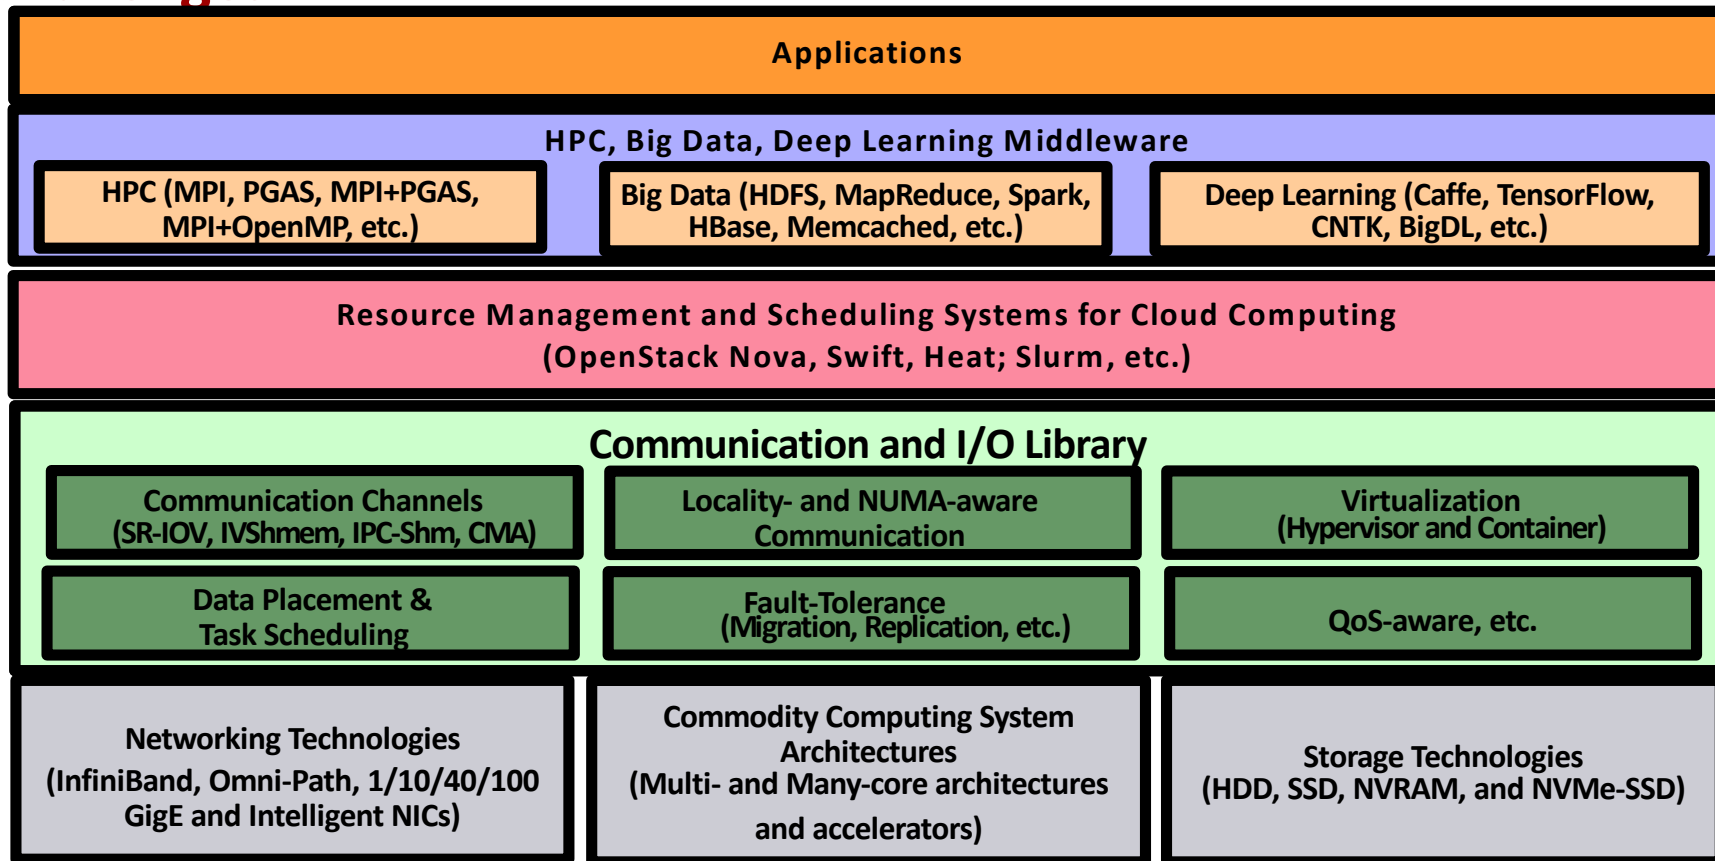 Applications
HPC, Big Data, Deep Learning Middleware
HPC (MPI, PGAS, MPI+PGAS,
MPI+OpenMP, etc.)
Big Data (HDFS, MapReduce, Spark,
HBase, Memcached, etc.)
Deep Learning (Caffe, TensorFlow,
CNTK, BigDL, etc.)
Resource Management and Scheduling Systems for Cloud Computing
(OpenStack Nova, Swift, Heat; Slurm, etc.)
Communication and I/O Library
Communication Channels
(SR-IOV, IVShmem, IPC-Shm, CMA)
Locality- and NUMA-aware
Communication
Virtualization
(Hypervisor and Container)
Data Placement &
Task Scheduling
Fault-Tolerance
(Migration, Replication, etc.)
QoS-aware, etc.
Networking Technologies
(InfiniBand, Omni-Path, 1/10/40/100
GigE and Intelligent NICs)
Commodity Computing System
Architectures
(Multi- and Many-core architectures
and accelerators)
Storage Technologies
(HDD, SSD, NVRAM, and NVMe-SSD)